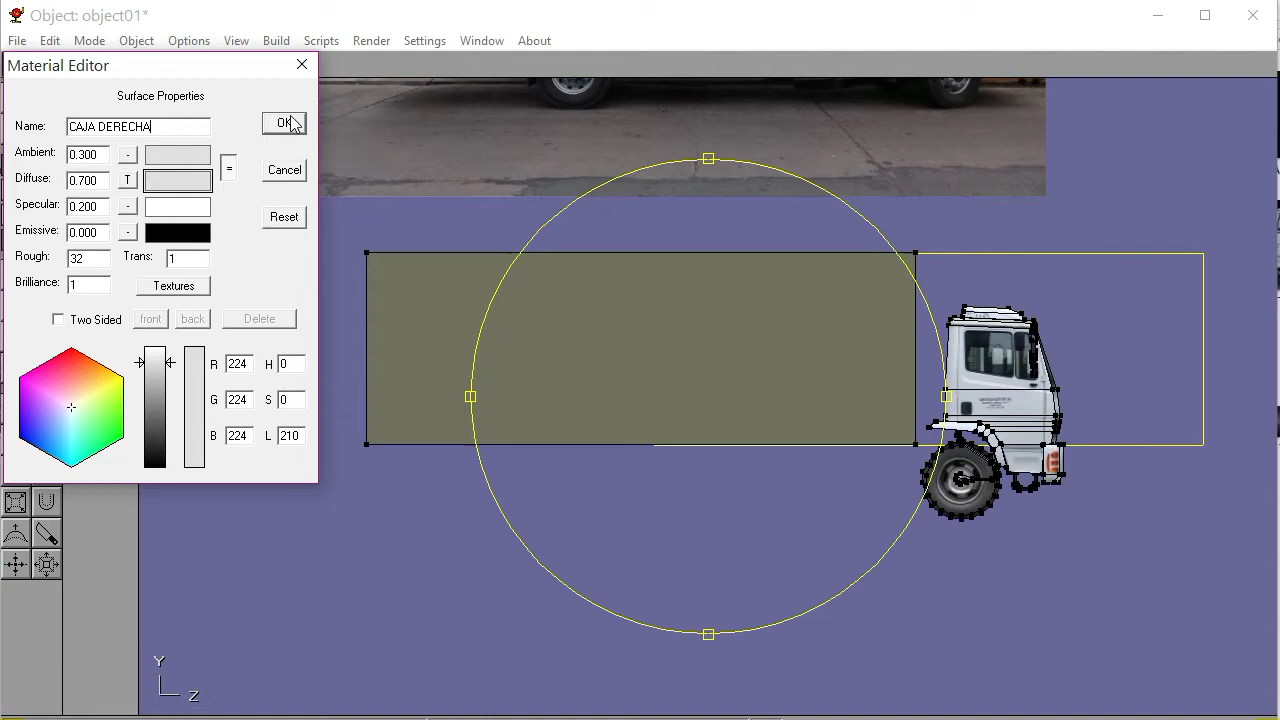 Object: object01*
File Edit Mode Object Options View Build Scripts Render Settings Window About
Material Editor
Surface Properties
Name: CAJA DERECHA OK
Ambient: 0.300 - =
Diffuse: 0.700 T Cancel
Specular: 0.200 -
Emissive: 0.000 - Reset
Rough: 32 Trans: 1
Brilliance: 1 Textures
Two Sided front back Delete
R 224 H 0
G 224 S 0
B 224 L 210
Y
Z